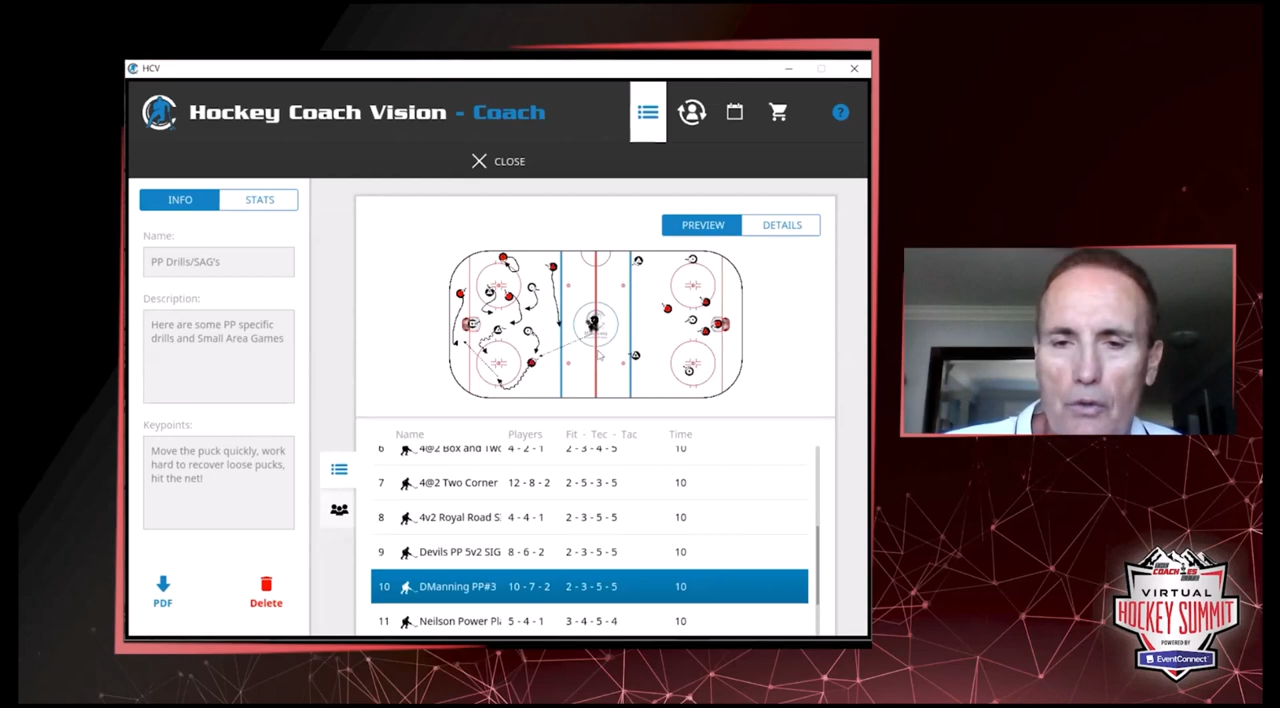 HCV
Hockey Coach Vision - Coach
?
CLOSE
INFO STATS
Name:
PP Drills/SAG's
Description:
Here are some PP specific
drills and Small Area Games
Keypoints:
Move the puck quickly, work
hard to recover loose pucks,
hit the net!
PDF Delete
PREVIEW DETAILS
Name Players Fit - Tec - Tac Time
6 4@2 Box and Two 4 - 2 - 1 2 - 3 - 4 - 5 10
7 4@2 Two Corner 12 - 8 - 2 2 - 5 - 3 - 5 10
8 4v2 Royal Road S 4 - 4 - 1 2 - 3 - 5 - 5 10
9 Devils PP 5v2 SIG 8 - 6 - 2 2 - 3 - 5 - 5 10
10 DManning PP#3 10 - 7 - 2 2 - 3 - 5 - 5 10
11 Neilson Power Pl 5 - 4 - 1 3 - 4 - 5 - 4 10
VIRTUAL
HOCKEY SUMMIT
POWERED BY
EventConnect